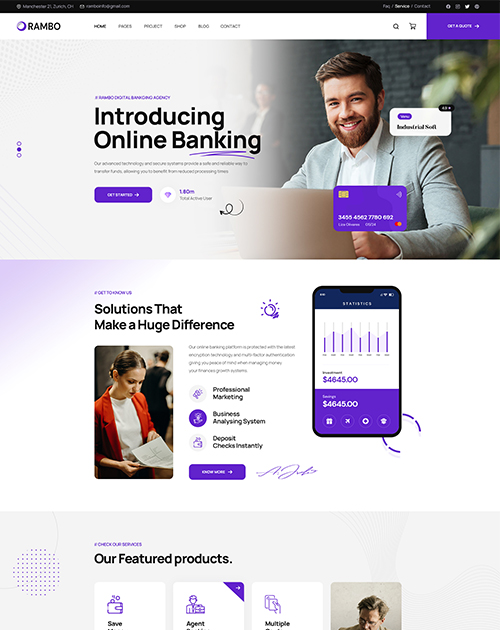 Manchester 21, Zurich, CH
ramboinfo@gmail.com
Faq / Service / Contact
RAMBO
HOME
PAGES
PROJECT
SHOP
BLOG
CONTACT
GET A QUOTE
// RAMBO DIGITAL BANKING AGENCY
Introducing
Online Banking
Our advanced technology and secure systems provide a safe and reliable way to
transfer funds, allowing you to benefit from reduced processing times
GET STARTED
1.80m
Total Active User
Industrial Soft
3455 4562 7780 692
05/24
// GET TO KNOW US
Solutions That
Make a Huge Difference
Our online banking platform is protected with the latest
encryption technology and multi-factor authentication
giving you peace of mind when managing money
your finances growth systems
Professional
Marketing
Business
Analysing System
Deposit
Checks Instantly
KNOW MORE
STATISTICS
Investment
$4645.00
Savings
$4645.00
// CHECK OUR SERVICES
Our Featured products.
Save
Agent
Multiple